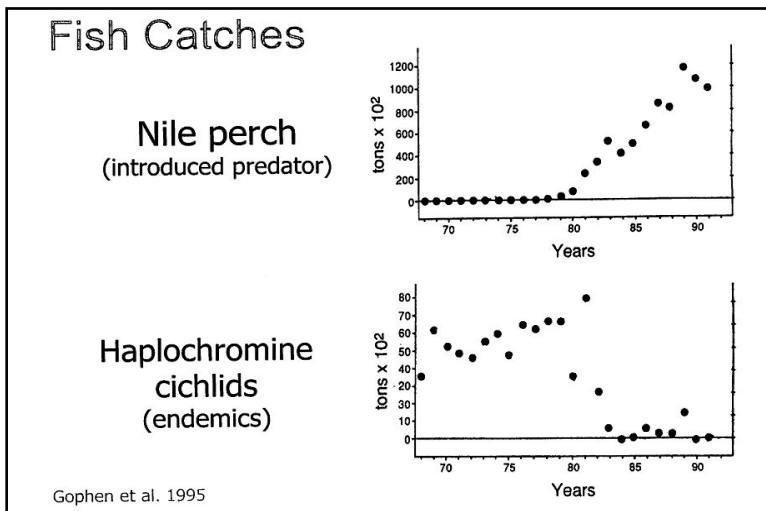 Fish Catches
Nile perch
(introduced predator)
tons x 10²
1200
1000
800
600
400
200
0
70 75 80 85 90
Years
Haplochromine
cichlids
(endemics)
tons x 10²
80
70
60
50
40
20
30
10
0
70 75 80 85 90
Years
Gophen et al. 1995